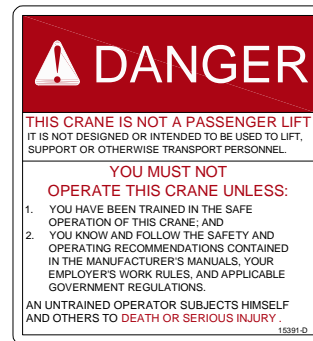 DANGER
THIS CRANE IS NOT A PASSENGER LIFT
IT IS NOT DESIGNED OR INTENDED TO BE USED TO LIFT,
SUPPORT OR OTHERWISE TRANSPORT PERSONNEL.
YOU MUST NOT
OPERATE THIS CRANE UNLESS:
1. YOU HAVE BEEN TRAINED IN THE SAFE
OPERATION OF THIS CRANE; AND
2. YOU KNOW AND FOLLOW THE SAFETY AND
OPERATING RECOMMENDATIONS CONTAINED
IN THE MANUFACTURER'S MANUALS, YOUR
EMPLOYER'S WORK RULES, AND APPLICABLE
GOVERNMENT REGULATIONS.
AN UNTRAINED OPERATOR SUBJECTS HIMSELF
AND OTHERS TO DEATH OR SERIOUS INJURY .
15391-D